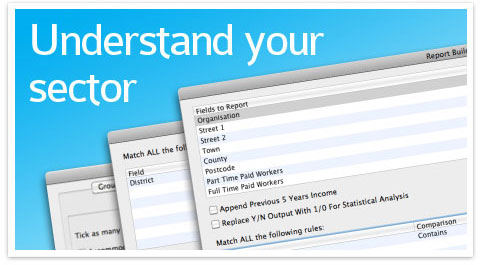 Understand your
sector
Report Buil
Fields to Report
Organisation
Street 1
Street 2
Town
County
Postcode
Part Time Paid Workers
Full Time Paid Workers
Append Previous 5 Years Income
Replace Y/N Output With 1/0 For Statistical Analysis
Match ALL the following rules:
Comparison
Contains
Match ALL the follo
Field
District
Grou
Tick as many